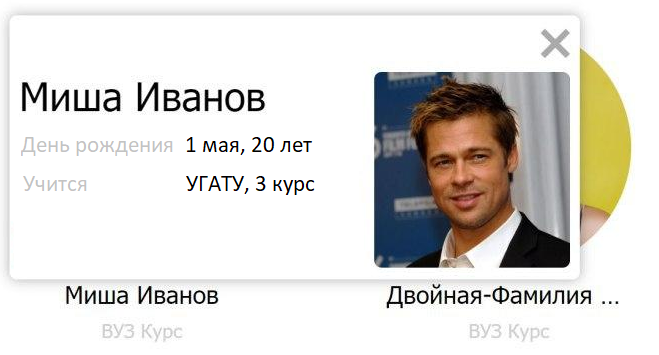 Миша Иванов
День рождения 1 мая, 20 лет
Учится УГАТУ, 3 курс
Миша Иванов
Двойная-Фамилия ...
ВУЗ Курс
ВУЗ Курс